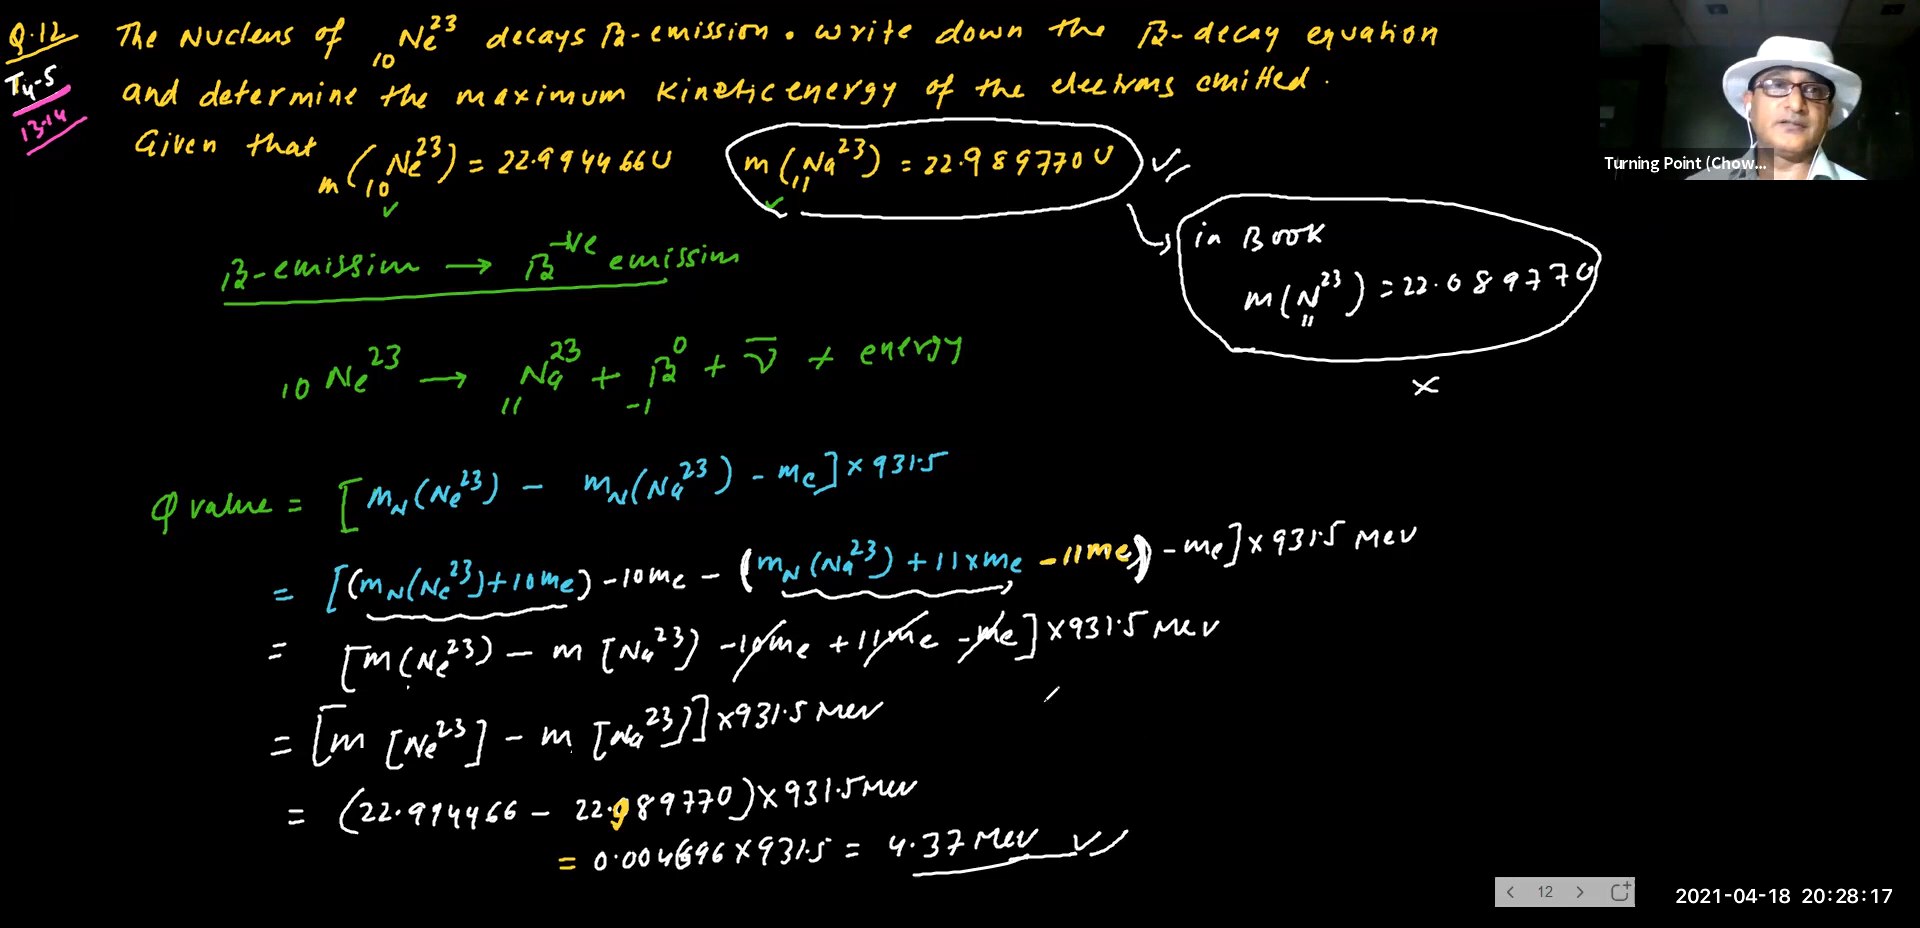 Q.12 The Nucleus of ₁₀Ne²³ decays β-emission. write down the β-decay equation
T4-5 and determine the maximum kinetic energy of the electrons emitted.
13.14
Given that m(₁₀Ne²³) = 22.994466U m(₁₁Na²³) = 22.989770U ✓
in Book
m(₁₁N²³) = 22.089770
×
β-emission → β⁻ᵛᵉ emission
₁₀Ne²³ → ₁₁Na²³ + ₋₁β⁰ + ν̄ + energy
Q value = [mN(Ne²³) - mN(Na²³) - me] × 931.5
= [(mN(Ne²³)+10me) - 10me - (mN(Na²³) + 11×me - 11me) - me] × 931.5 MeV
= [m(Ne²³) - m[Na²³] - 10me + 11me - me] × 931.5 MeV
= [m[Ne²³] - m[Na²³]] × 931.5 MeV
= (22.994466 - 22.989770) × 931.5 MeV
= 0.004696 × 931.5 = 4.37 MeV ✓
Turning Point (Chow...
< 12 >
2021-04-18 20:28:17